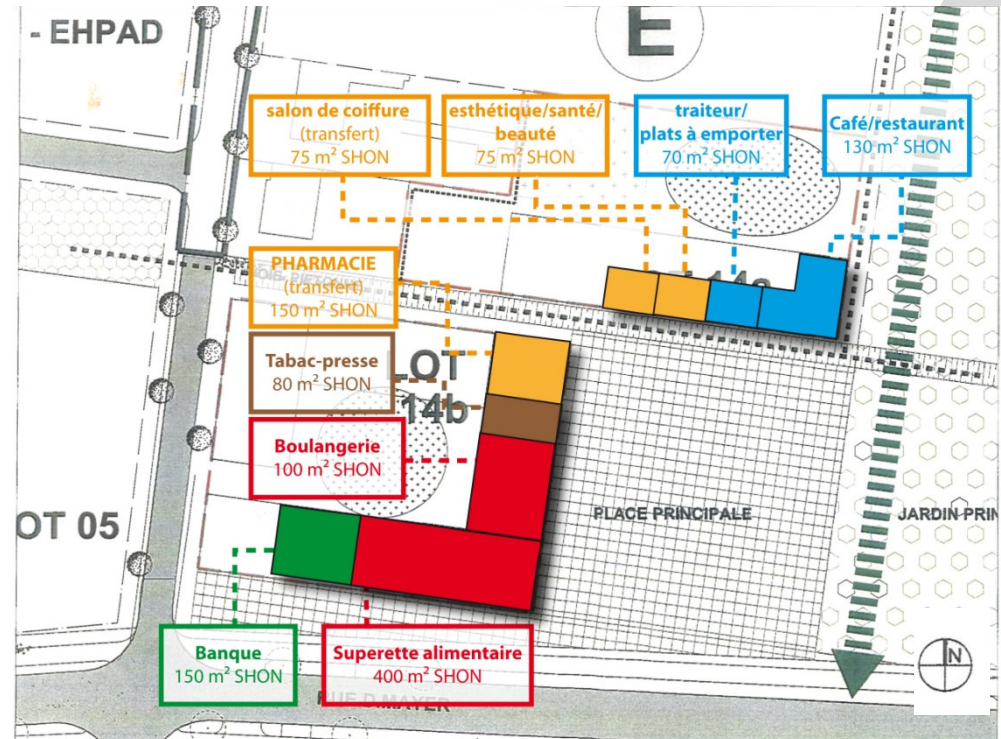 - EHPAD
E
salon de coiffure
(transfert)
75 m² SHON
esthétique/santé/
beauté
75 m² SHON
traiteur/
plats à emporter
70 m² SHON
Café/restaurant
130 m² SHON
PHARMACIE
(transfert)
150 m² SHON
Tabac-presse
80 m² SHON
LOT
14b
Boulangerie
100 m² SHON
OT 05
PLACE PRINCIPALE
JARDIN PRIN
Banque
150 m² SHON
Superette alimentaire
400 m² SHON
RUE D.MAYER
N